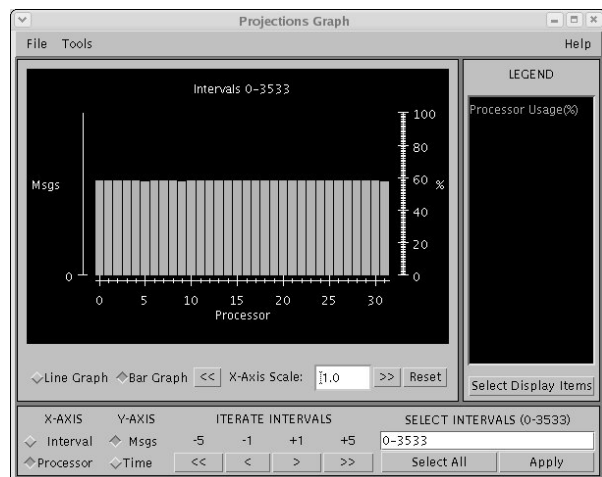 Projections Graph
File Tools Help
Intervals 0-3533
Msgs
0
100
80
60 %
40
20
0
0 5 10 15 20 25 30
Processor
LEGEND
Processor Usage(%)
Line Graph Bar Graph << X-Axis Scale: 1.0 >> Reset
Select Display Items
X-AXIS Y-AXIS ITERATE INTERVALS SELECT INTERVALS (0-3533)
Interval Msgs -5 -1 +1 +5 0-3533
Processor Time << < > >> Select All Apply